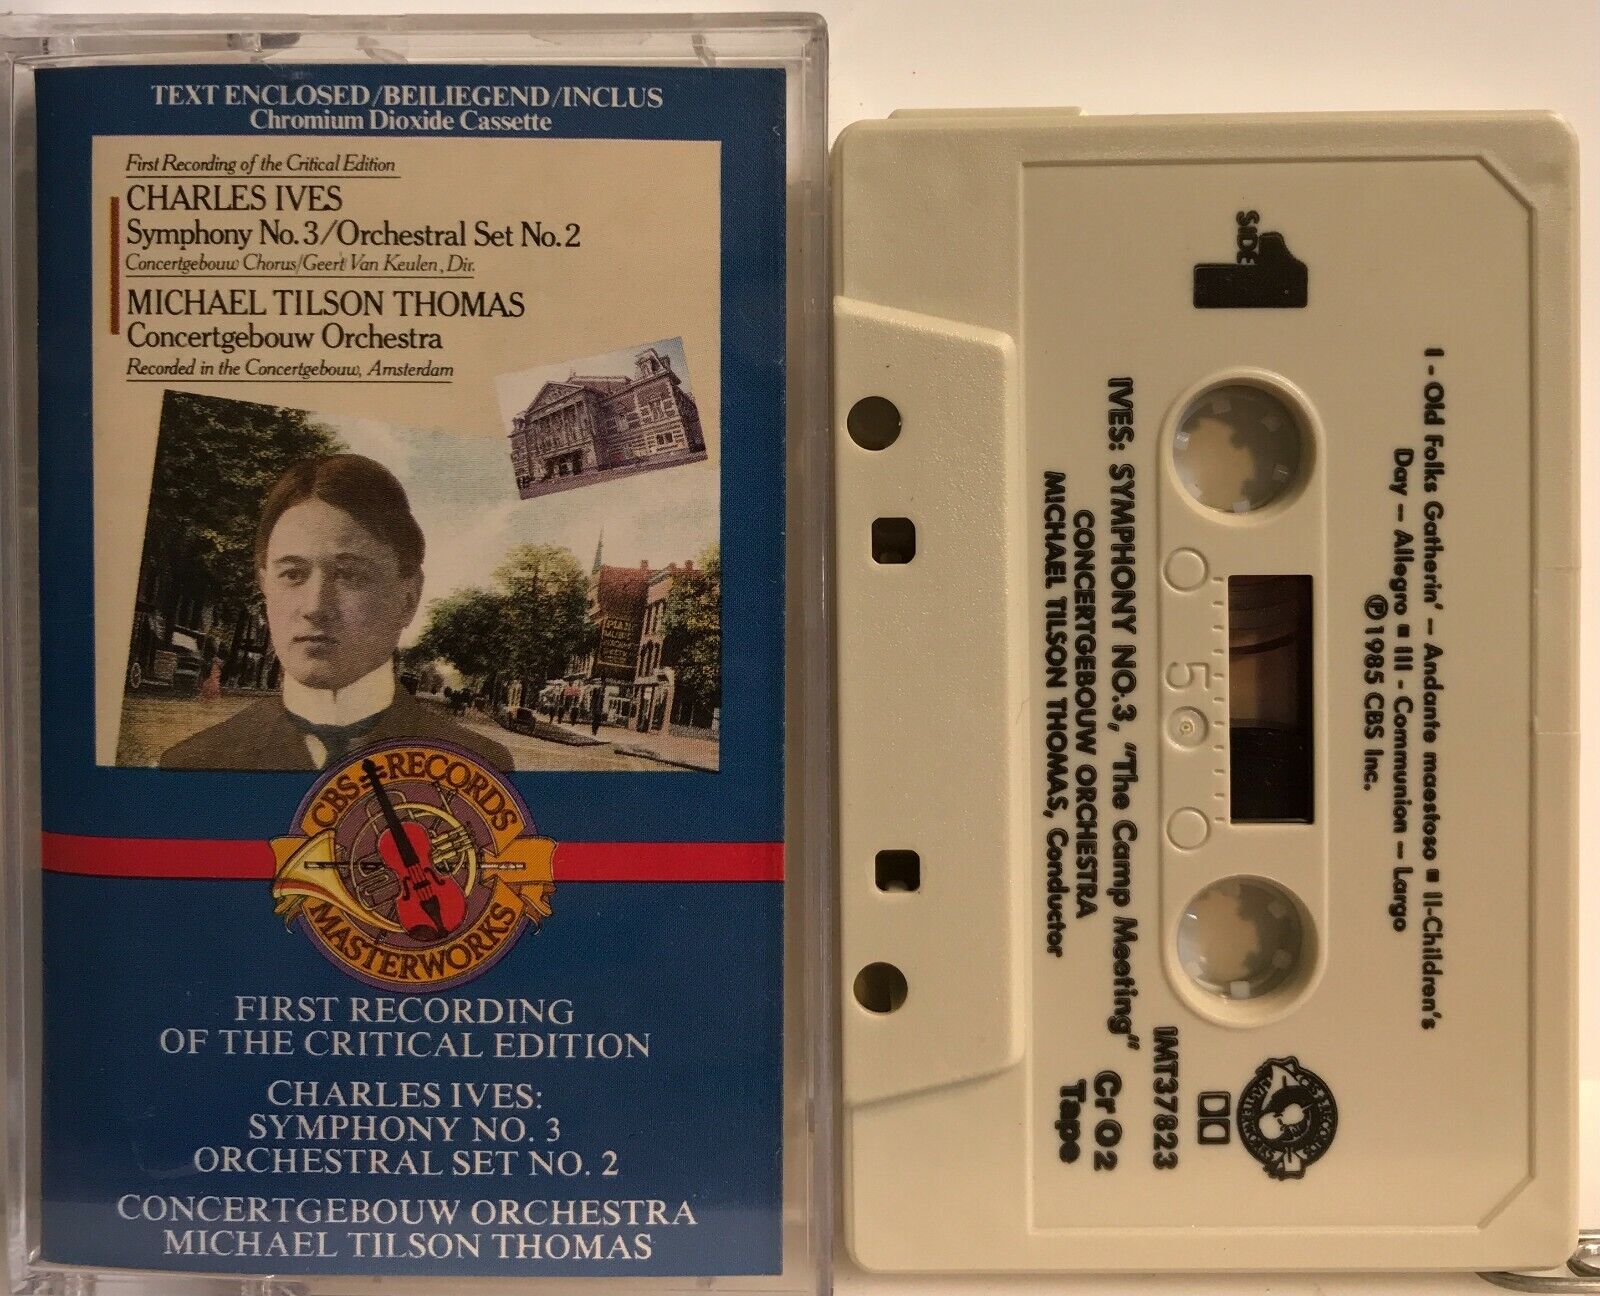 TEXT ENCLOSED/BEILIEGEND/INCLUS
Chromium Dioxide Cassette
First Recording of the Critical Edition
CHARLES IVES
Symphony No. 3/Orchestral Set No. 2
Concertgebouw Chorus/Geert Van Keulen, Dir.
MICHAEL TILSON THOMAS
Concertgebouw Orchestra
Recorded in the Concertgebouw, Amsterdam
CBS RECORDS
MASTERWORKS
FIRST RECORDING
OF THE CRITICAL EDITION
CHARLES IVES:
SYMPHONY NO. 3
ORCHESTRAL SET NO. 2
CONCERTGEBOUW ORCHESTRA
MICHAEL TILSON THOMAS
SIDE
1
I - Old Folks Gatherin' — Andante maestoso ■ II-Children's
Day — Allegro ■ III - Communion — Largo
℗ 1985 CBS Inc.
50
IMT37823
IVES: SYMPHONY NO.3, "The Camp Meeting"
CONCERTGEBOUW ORCHESTRA
MICHAEL TILSON THOMAS, Conductor
Cr O2
Tape